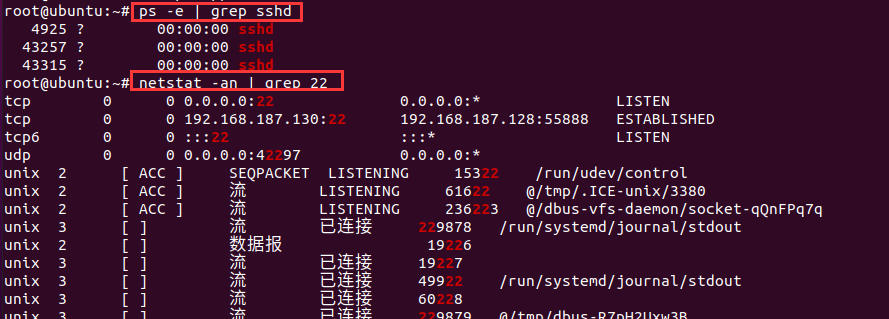 root@ubuntu:~# ps -e | grep sshd
4925 ? 00:00:00 sshd
43257 ? 00:00:00 sshd
43315 ? 00:00:00 sshd
root@ubuntu:~# netstat -an | grep 22
tcp 0 0 0.0.0.0:22 0.0.0.0:* LISTEN
tcp 0 0 192.168.187.130:22 192.168.187.128:55888 ESTABLISHED
tcp6 0 0 :::22 :::* LISTEN
udp 0 0 0.0.0.0:42297 0.0.0.0:*
unix 2 [ ACC ] SEQPACKET LISTENING 15322 /run/udev/control
unix 2 [ ACC ] 流 LISTENING 61622 @/tmp/.ICE-unix/3380
unix 2 [ ACC ] 流 LISTENING 236223 @/dbus-vfs-daemon/socket-qQnFPq7q
unix 3 [ ] 流 已连接 229878 /run/systemd/journal/stdout
unix 2 [ ] 数据报 19226
unix 3 [ ] 流 已连接 19227
unix 3 [ ] 流 已连接 49922 /run/systemd/journal/stdout
unix 3 [ ] 流 已连接 60228
unix 3 [ ] 流 已连接 229879 @/tmp/dbus-R7pH2Uxw3B